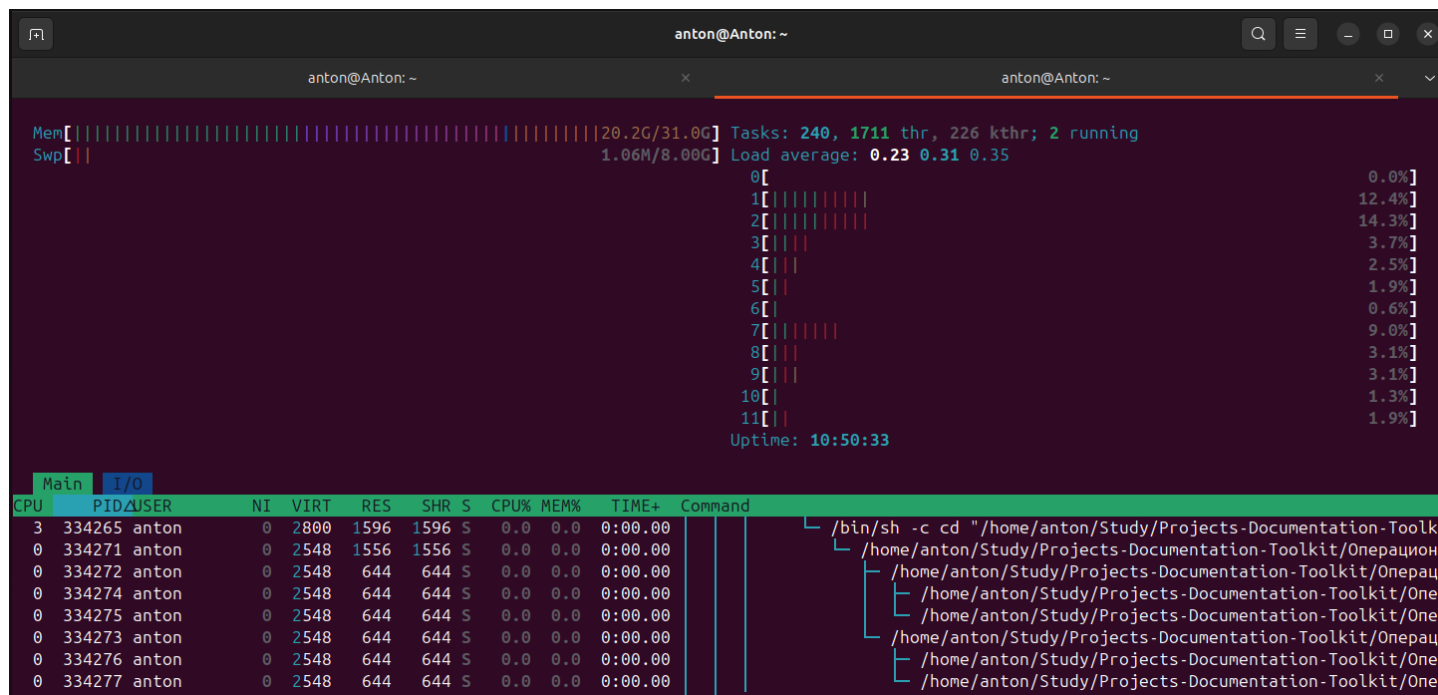 anton@Anton: ~
anton@Anton: ~ × anton@Anton: ~ ×
Mem[||||||||||||||||||||||||||||||||||||||||||||||||||||20.2G/31.0G] Tasks: 240, 1711 thr, 226 kthr; 2 running
Swp[|| 1.06M/8.00G] Load average: 0.23 0.31 0.35
0[ 0.0%]
1[|||||||||| 12.4%]
2[|||||||||| 14.3%]
3[|||| 3.7%]
4[||| 2.5%]
5[|| 1.9%]
6[| 0.6%]
7[||||||| 9.0%]
8[||| 3.1%]
9[||| 3.1%]
10[| 1.3%]
11[|| 1.9%]
Uptime: 10:50:33
Main I/O
CPU PID△USER NI VIRT RES SHR S CPU% MEM% TIME+ Command
3 334265 anton 0 2800 1596 1596 S 0.0 0.0 0:00.00 │ │ │ └─ /bin/sh -c cd "/home/anton/Study/Projects-Documentation-Toolk
0 334271 anton 0 2548 1556 1556 S 0.0 0.0 0:00.00 │ │ │ └─ /home/anton/Study/Projects-Documentation-Toolkit/Операцион
0 334272 anton 0 2548 644 644 S 0.0 0.0 0:00.00 │ │ │ ├─ /home/anton/Study/Projects-Documentation-Toolkit/Операц
0 334274 anton 0 2548 644 644 S 0.0 0.0 0:00.00 │ │ │ │ ├─ /home/anton/Study/Projects-Documentation-Toolkit/Опе
0 334275 anton 0 2548 644 644 S 0.0 0.0 0:00.00 │ │ │ │ └─ /home/anton/Study/Projects-Documentation-Toolkit/Опе
0 334273 anton 0 2548 644 644 S 0.0 0.0 0:00.00 │ │ │ └─ /home/anton/Study/Projects-Documentation-Toolkit/Операц
0 334276 anton 0 2548 644 644 S 0.0 0.0 0:00.00 │ │ │ ├─ /home/anton/Study/Projects-Documentation-Toolkit/Опе
0 334277 anton 0 2548 644 644 S 0.0 0.0 0:00.00 │ │ │ └─ /home/anton/Study/Projects-Documentation-Toolkit/Опе